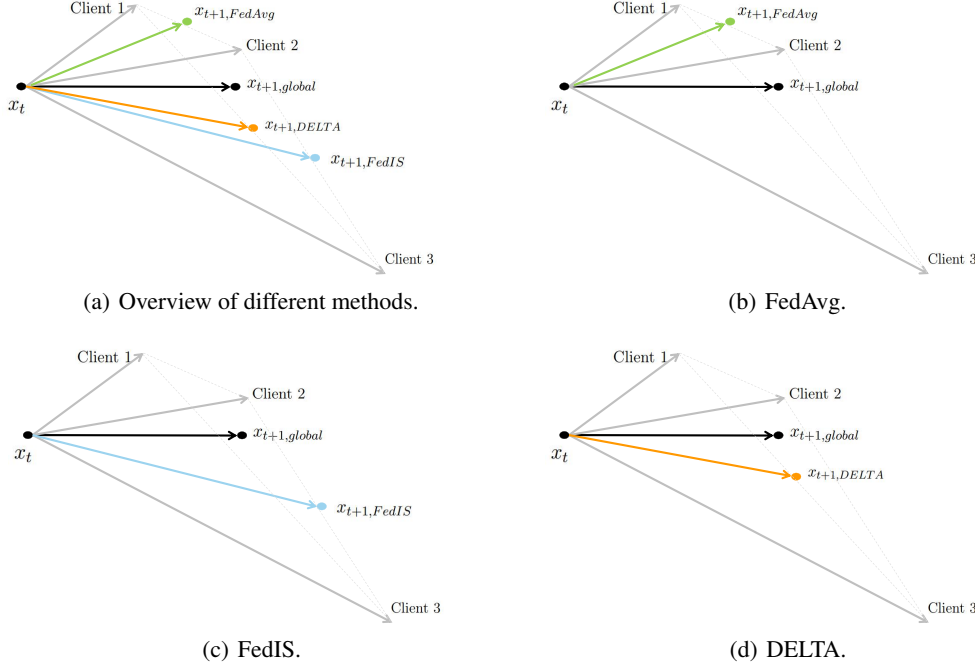 Client 1
x_{t+1,FedAvg}
Client 2
x_{t+1,global}
x_t
x_{t+1,DELTA}
x_{t+1,FedIS}
Client 3
(a) Overview of different methods.
Client 1
x_{t+1,FedAvg}
Client 2
x_{t+1,global}
x_t
Client 3
(b) FedAvg.
Client 1
Client 2
x_{t+1,global}
x_t
x_{t+1,FedIS}
Client 3
(c) FedIS.
Client 1
Client 2
x_{t+1,global}
x_t
x_{t+1,DELTA}
Client 3
(d) DELTA.